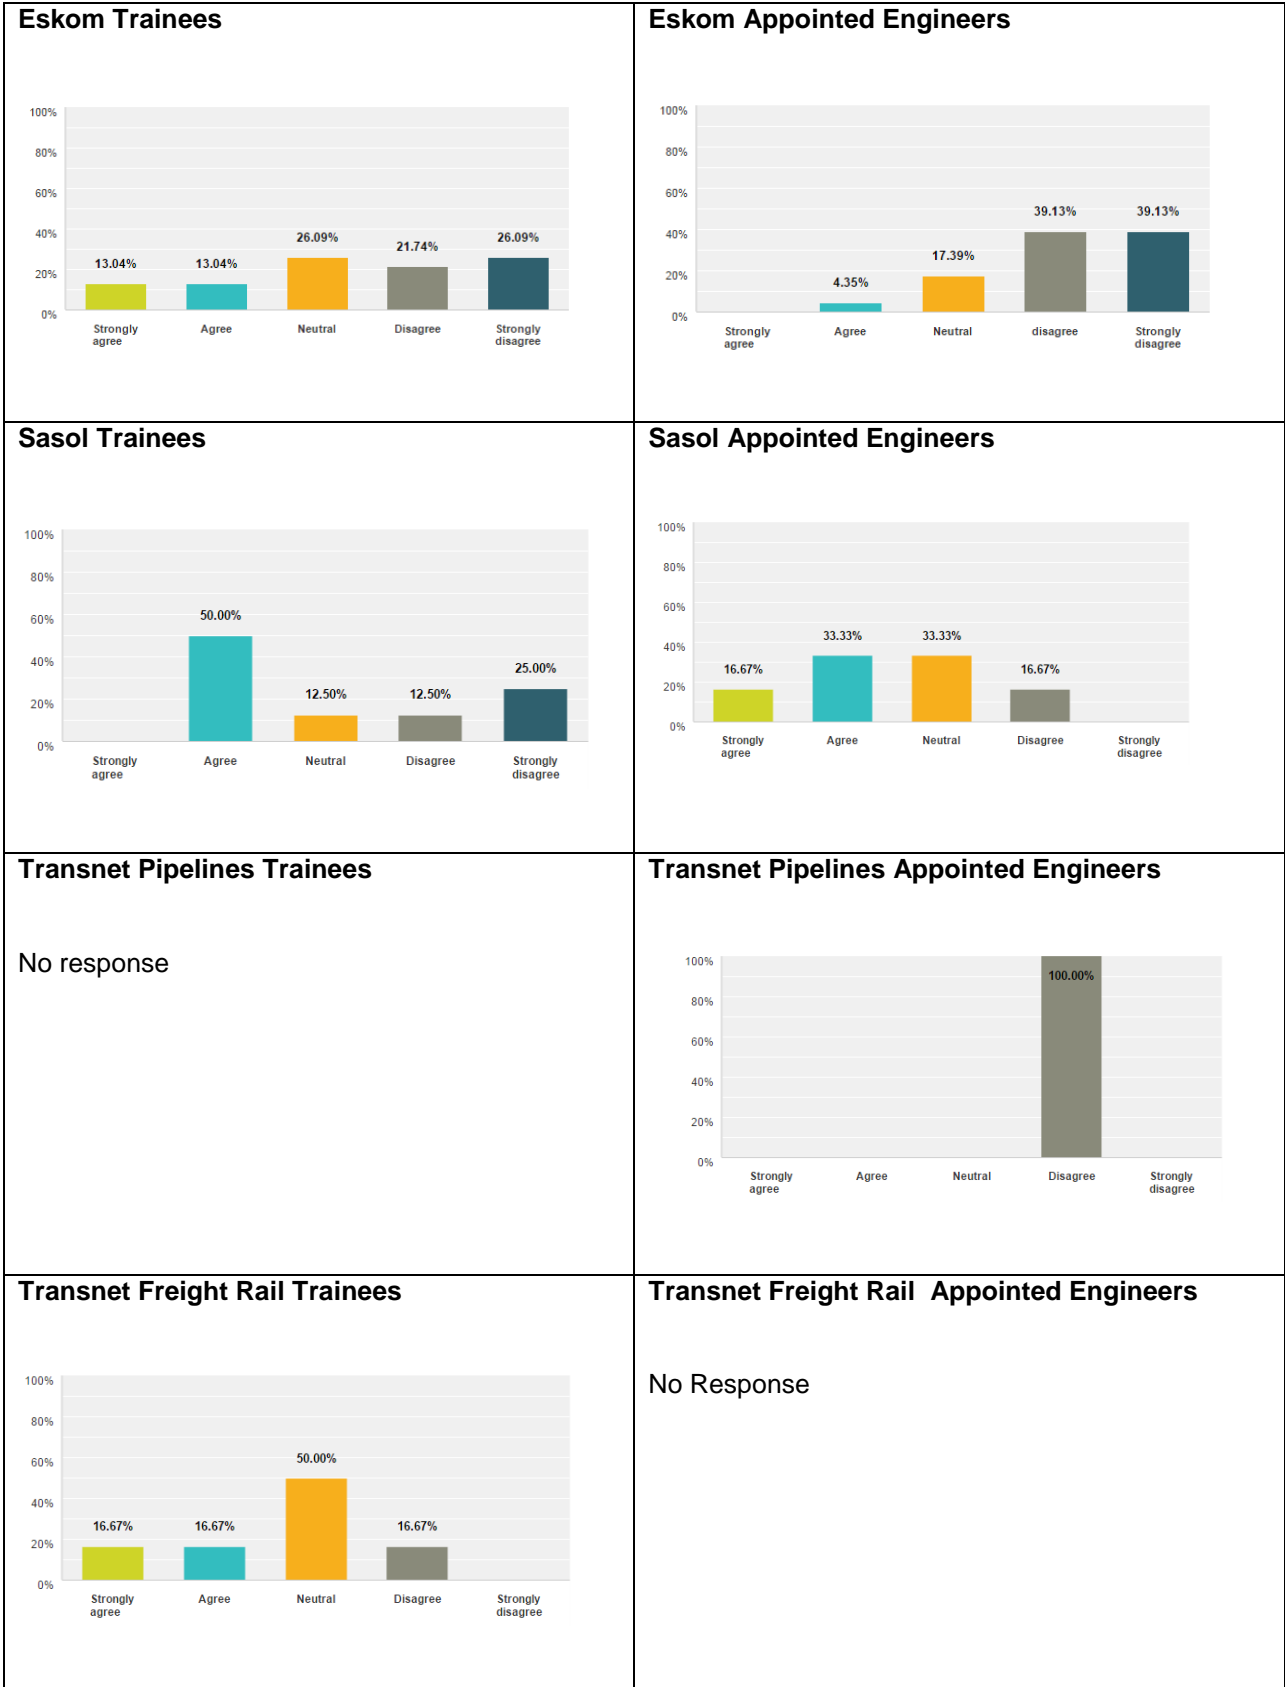 Eskom Trainees
100%
80%
60%
40%
20%
0%
13.04%
13.04%
26.09%
21.74%
26.09%
Strongly
agree
Agree
Neutral
Disagree
Strongly
disagree
Eskom Appointed Engineers
100%
80%
60%
40%
20%
0%
4.35%
17.39%
39.13%
39.13%
Strongly
agree
Agree
Neutral
disagree
Strongly
disagree
Sasol Trainees
100%
80%
60%
40%
20%
0%
50.00%
12.50%
12.50%
25.00%
Strongly
agree
Agree
Neutral
Disagree
Strongly
disagree
Sasol Appointed Engineers
100%
80%
60%
40%
20%
0%
16.67%
33.33%
33.33%
16.67%
Strongly
agree
Agree
Neutral
Disagree
Strongly
disagree
Transnet Pipelines Trainees
No response
Transnet Pipelines Appointed Engineers
100%
80%
60%
40%
20%
0%
100.00%
Strongly
agree
Agree
Neutral
Disagree
Strongly
disagree
Transnet Freight Rail Trainees
100%
80%
60%
40%
20%
0%
16.67%
16.67%
50.00%
16.67%
Strongly
agree
Agree
Neutral
Disagree
Strongly
disagree
Transnet Freight Rail  Appointed Engineers
No Response